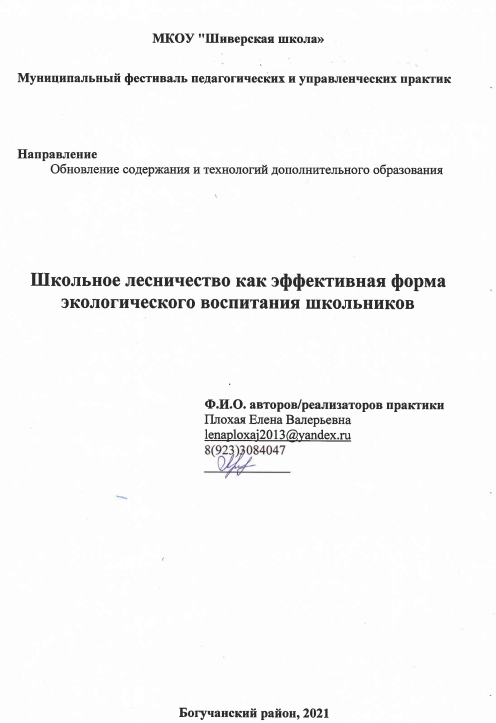 МКОУ "Шиверская школа»
Муниципальный фестиваль педагогических и управленческих практик
Направление
Обновление содержания и технологий дополнительного образования
Школьное лесничество как эффективная форма
экологического воспитания школьников
Ф.И.О. авторов/реализаторов практики
Плохая Елена Валерьевна
lenaploxaj2013@yandex.ru
8(923)3084047
Богучанский район, 2021